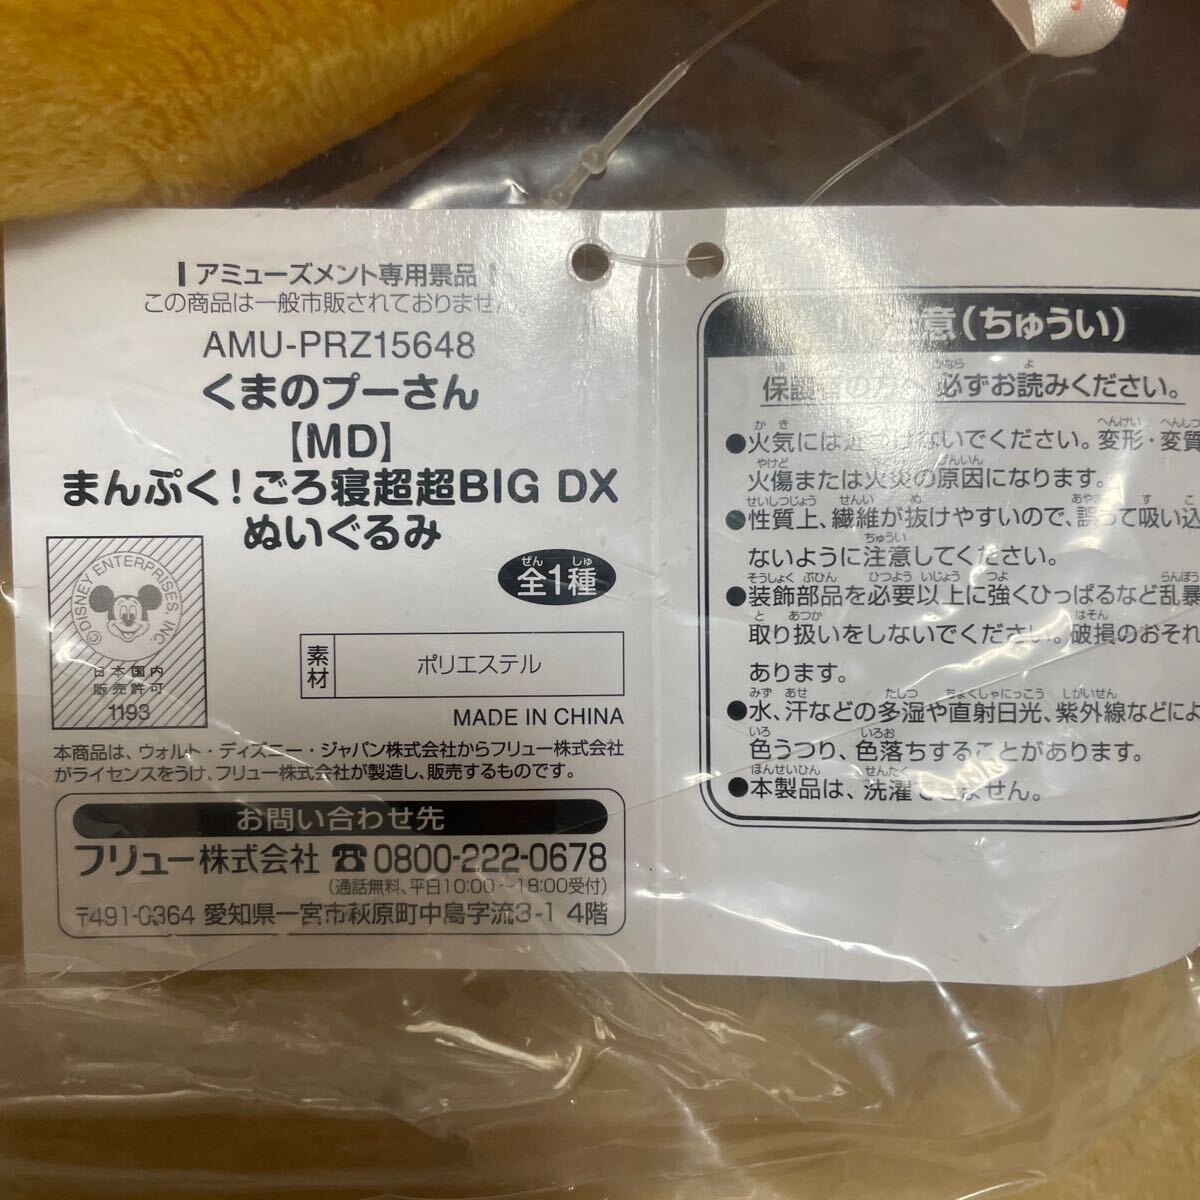 アミューズメント専用景品
この商品は一般市販されておりません。
AMU-PRZ15648
くまのプーさん
【MD】
まんぷく！ごろ寝超超BIG DX
ぬいぐるみ
ぜん しゅ
全1種
©DISNEY ENTERPRISES, INC.
日本国内
販売許可
1193
素材 ポリエステル
MADE IN CHINA
本商品は、ウォルト・ディズニー・ジャパン株式会社からフリュー株式会社
がライセンスをうけ、フリュー株式会社が製造し、販売するものです。
お問い合わせ先
フリュー株式会社 ☎0800-222-0678
（通話無料、平日10:00～18:00受付）
〒491-0364 愛知県一宮市萩原町中島字流3-1 4階
意（ちゅうい）
保護 の 必ずお読みください。
●火気には近づけないでください。変形・変質
火傷または火災の原因になります。
●性質上、繊維が抜けやすいので、誤って吸い込
ないように注意してください。
●装飾部品を必要以上に強くひっぱるなど乱暴
取り扱いをしないでください。破損のおそれ
あります。
●水、汗などの多湿や直射日光、紫外線などによ
色うつり、色落ちすることがあります。
●本製品は、洗濯できません。